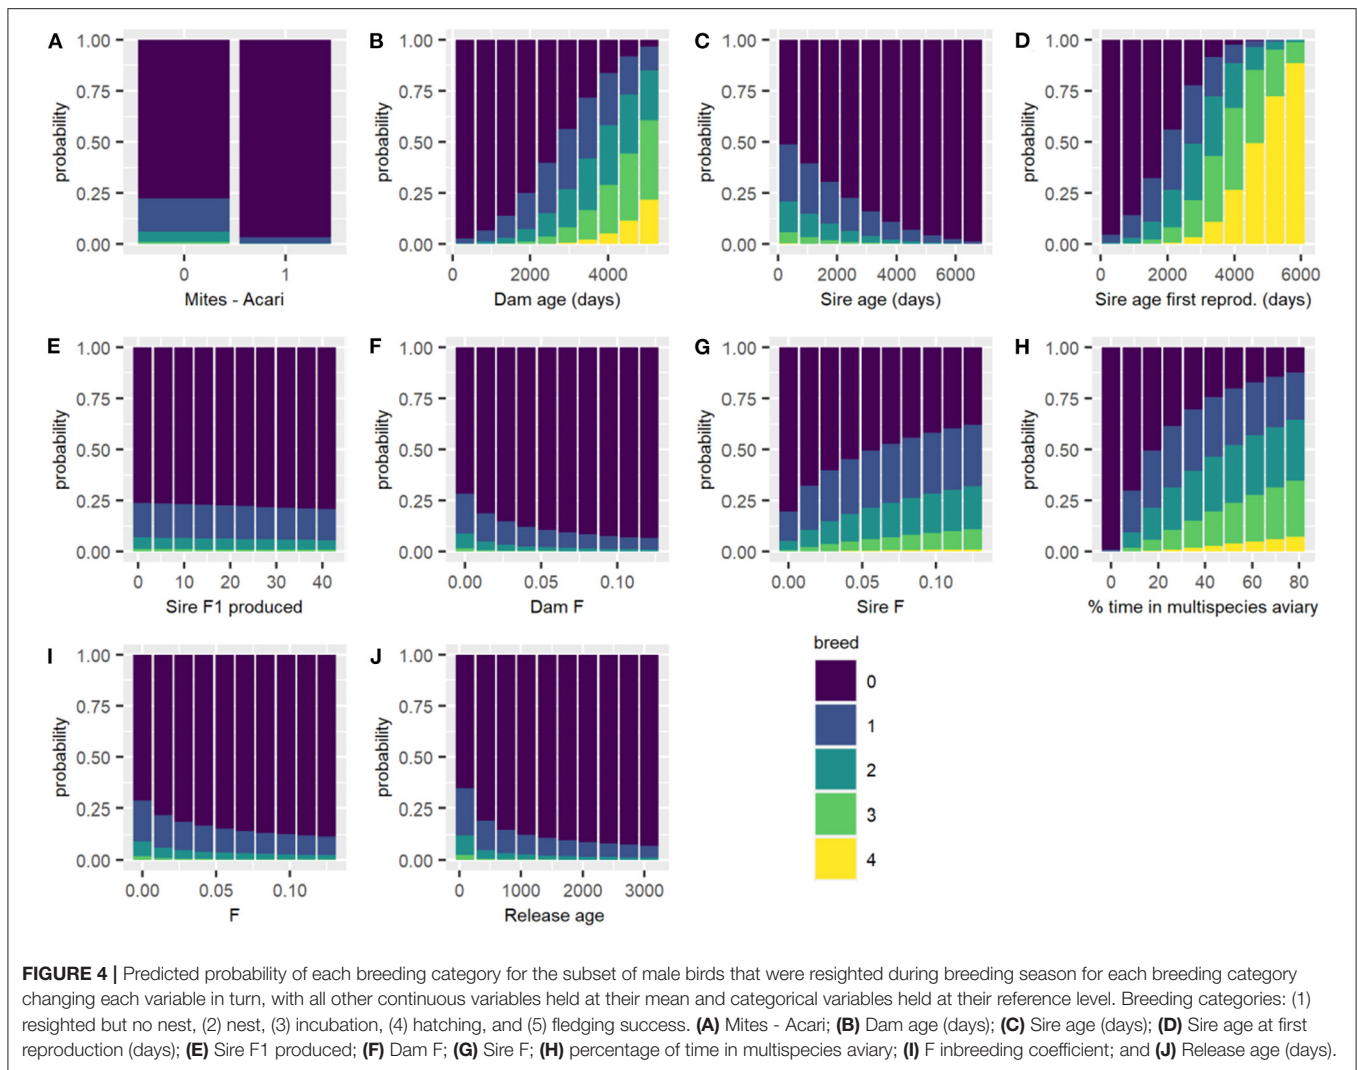 A
1.00
0.75
0.50
0.25
0.00
probability
0
1
Mites - Acari
B
1.00
0.75
0.50
0.25
0.00
probability
0
2000
4000
Dam age (days)
C
1.00
0.75
0.50
0.25
0.00
probability
0
2000
4000
6000
Sire age (days)
D
1.00
0.75
0.50
0.25
0.00
probability
0
2000
4000
6000
Sire age first reprod. (days)
E
1.00
0.75
0.50
0.25
0.00
probability
0
10
20
30
40
Sire F1 produced
F
1.00
0.75
0.50
0.25
0.00
probability
0.00
0.05
0.10
Dam F
G
1.00
0.75
0.50
0.25
0.00
probability
0.00
0.05
0.10
Sire F
H
1.00
0.75
0.50
0.25
0.00
probability
0
20
40
60
80
% time in multispecies aviary
I
1.00
0.75
0.50
0.25
0.00
probability
0.00
0.05
0.10
F
J
1.00
0.75
0.50
0.25
0.00
probability
0
1000
2000
3000
Release age
breed
0
1
2
3
4
FIGURE 4 | Predicted probability of each breeding category for the subset of male birds that were resighted during breeding season for each breeding category
changing each variable in turn, with all other continuous variables held at their mean and categorical variables held at their reference level. Breeding categories: (1)
resighted but no nest, (2) nest, (3) incubation, (4) hatching, and (5) fledging success. (A) Mites - Acari; (B) Dam age (days); (C) Sire age (days); (D) Sire age at first
reproduction (days); (E) Sire F1 produced; (F) Dam F; (G) Sire F; (H) percentage of time in multispecies aviary; (I) F inbreeding coefficient; and (J) Release age (days).